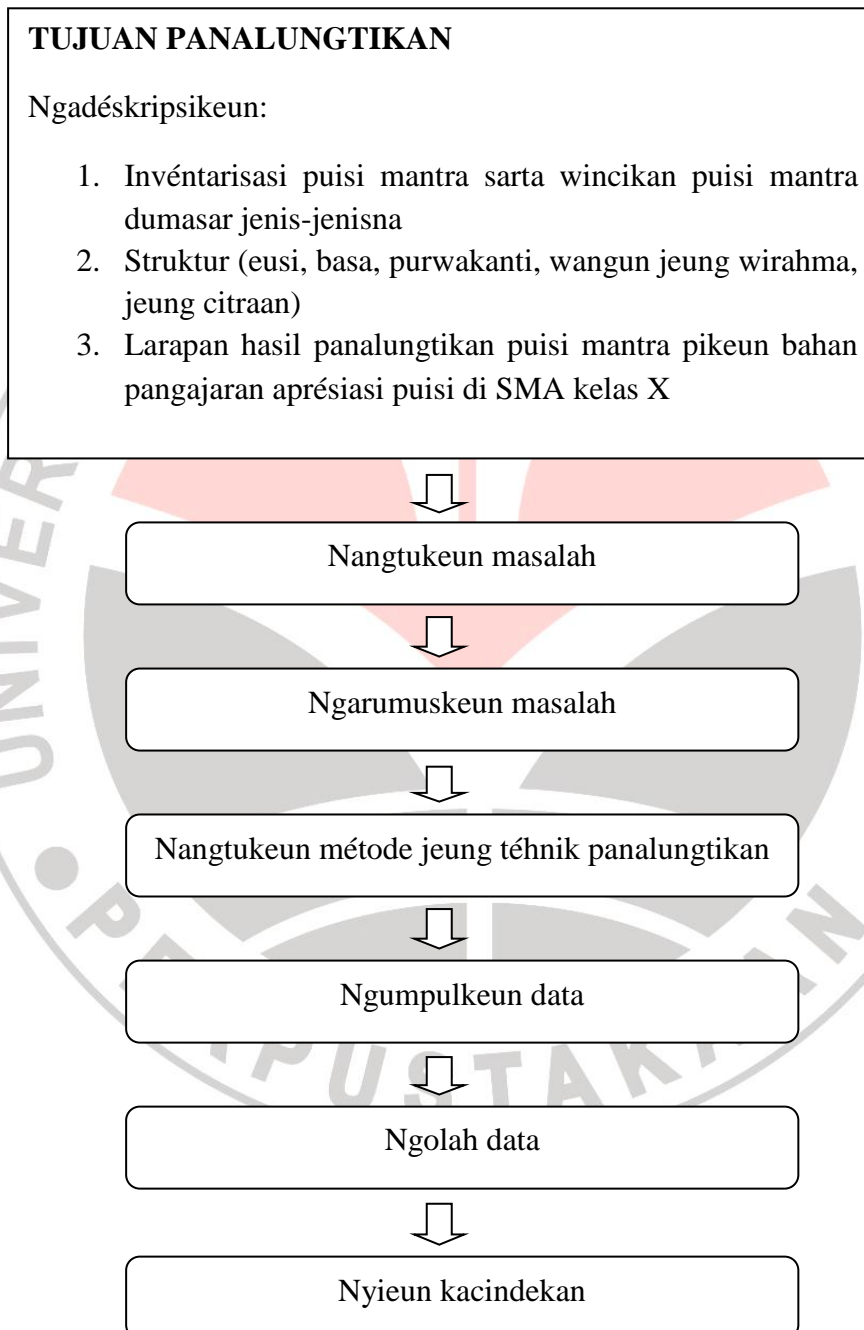 TUJUAN PANALUNGTIKAN
Ngadéskripsikeun:
1. Invéntarisasi puisi mantra sarta wincikan puisi mantra
dumasar jenis-jenisna
2. Struktur (eusi, basa, purwakanti, wangun jeung wirahma,
jeung citraan)
3. Larapan hasil panalungtikan puisi mantra pikeun bahan
pangajaran aprésiasi puisi di SMA kelas X
Nangtukeun masalah
Ngarumuskeun masalah
Nangtukeun métode jeung téhnik panalungtikan
Ngumpulkeun data
Ngolah data
Nyieun kacindekan